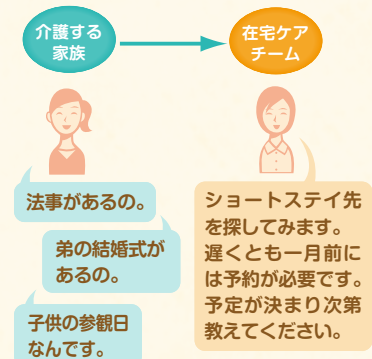 介護する
家族
在宅ケア
チーム
法事があるの。
弟の結婚式が
あるの。
子供の参観日
なんです。
ショートステイ先
を探してみます。
遅くとも一月前に
は予約が必要です。
予定が決まり次第
教えてください。